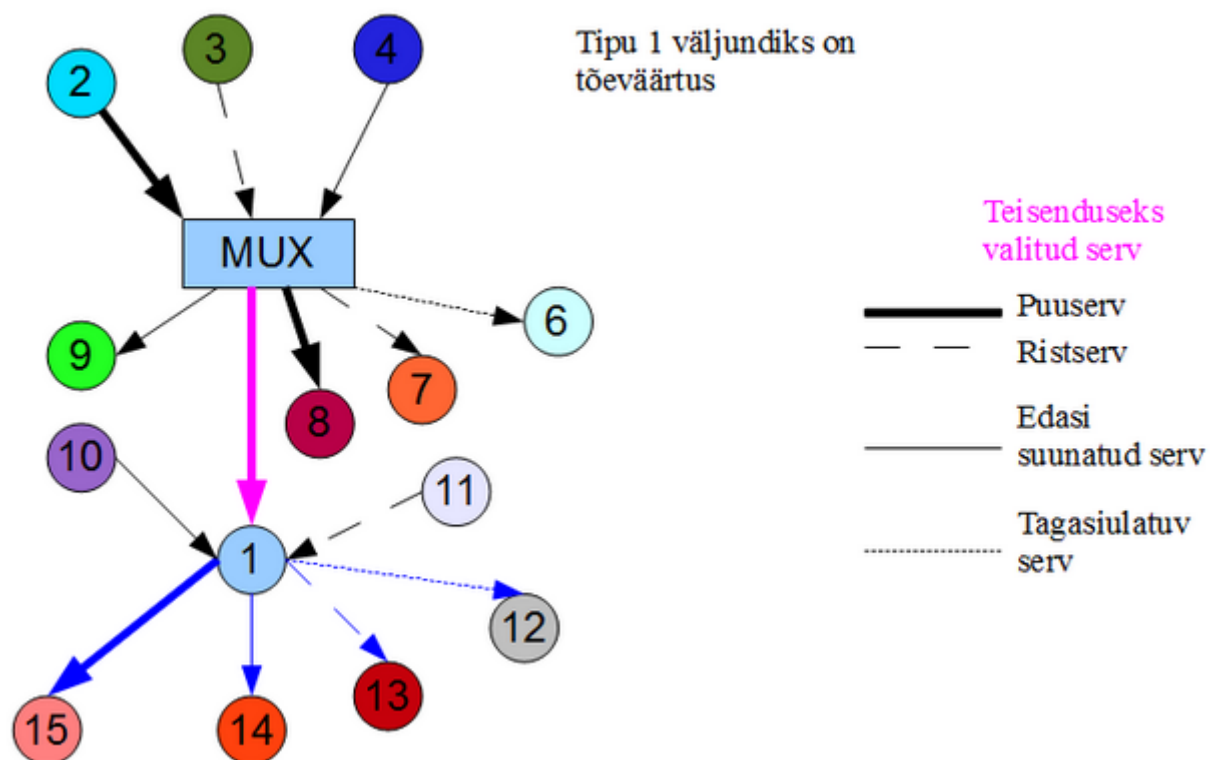 2
3
4
Tipu 1 väljundiks on
tõeväärtus
MUX
Teisenduseks
valitud serv
Puuserv
Ristserv
Edasi
suunatud serv
Tagasiulatuv
serv
6
9
7
8
10
11
1
12
13
15
14